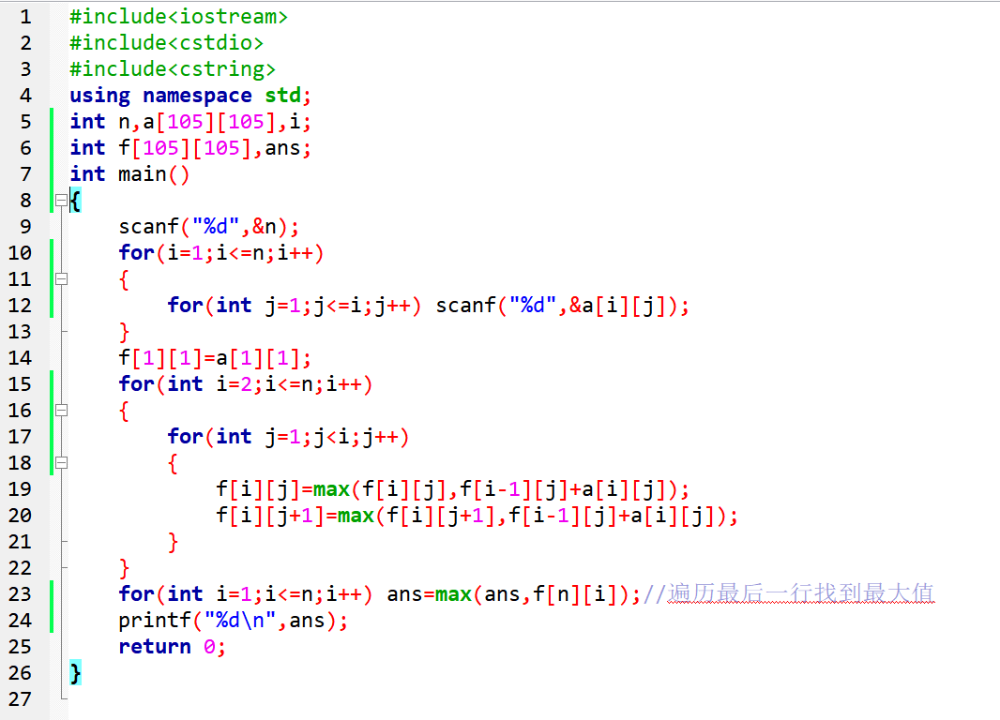 1 #include<iostream>
2 #include<cstdio>
3 #include<cstring>
4 using namespace std;
5 int n,a[105][105],i;
6 int f[105][105],ans;
7 int main()
8 {
9     scanf("%d",&n);
10     for(i=1;i<=n;i++)
11     {
12         for(int j=1;j<=i;j++) scanf("%d",&a[i][j]);
13     }
14     f[1][1]=a[1][1];
15     for(int i=2;i<=n;i++)
16     {
17         for(int j=1;j<i;j++)
18         {
19             f[i][j]=max(f[i][j],f[i-1][j]+a[i][j]);
20             f[i][j+1]=max(f[i][j+1],f[i-1][j]+a[i][j]);
21         }
22     }
23     for(int i=1;i<=n;i++) ans=max(ans,f[n][i]);//遍历最后一行找到最大值
24     printf("%d\n",ans);
25     return 0;
26 }
27